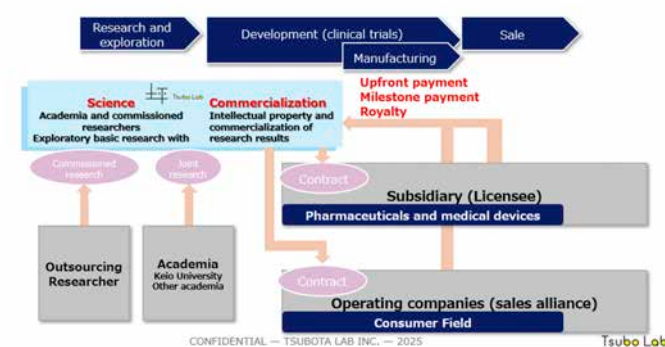 Research and
exploration
Development (clinical trials)
Sale
Manufacturing
Upfront payment
Milestone payment
Royalty
Tsubo Lab
Science
Academia and commissioned
researchers
Exploratory basic research with
Commercialization
Intellectual property and
commercialization of
research results
Commissioned
research
Joint
research
Contract
Subsidiary (Licensee)
Pharmaceuticals and medical devices
Outsourcing
Researcher
Academia
Keio University
Other academia
Contract
Operating companies (sales alliance)
Consumer Field
CONFIDENTIAL — TSUBOTA LAB INC. — 2025
Tsubo Lab